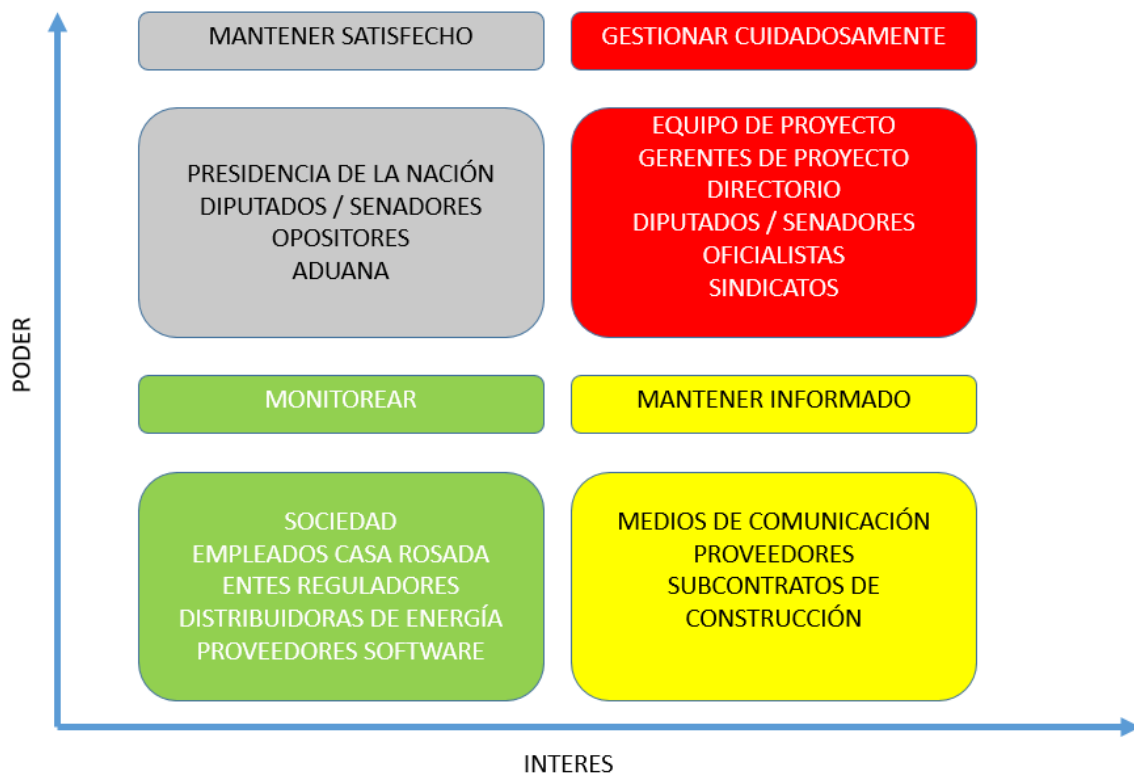 MANTENER SATISFECHO
GESTIONAR CUIDADOSAMENTE
PRESIDENCIA DE LA NACIÓN
DIPUTADOS / SENADORES
OPOSITORES
ADUANA
EQUIPO DE PROYECTO
GERENTES DE PROYECTO
DIRECTORIO
DIPUTADOS / SENADORES
OFICIALISTAS
SINDICATOS
PODER
MONITOREAR
MANTENER INFORMADO
SOCIEDAD
EMPLEADOS CASA ROSADA
ENTES REGULADORES
DISTRIBUIDORAS DE ENERGÍA
PROVEEDORES SOFTWARE
MEDIOS DE COMUNICACIÓN
PROVEEDORES
SUBCONTRATOS DE
CONSTRUCCIÓN
INTERES